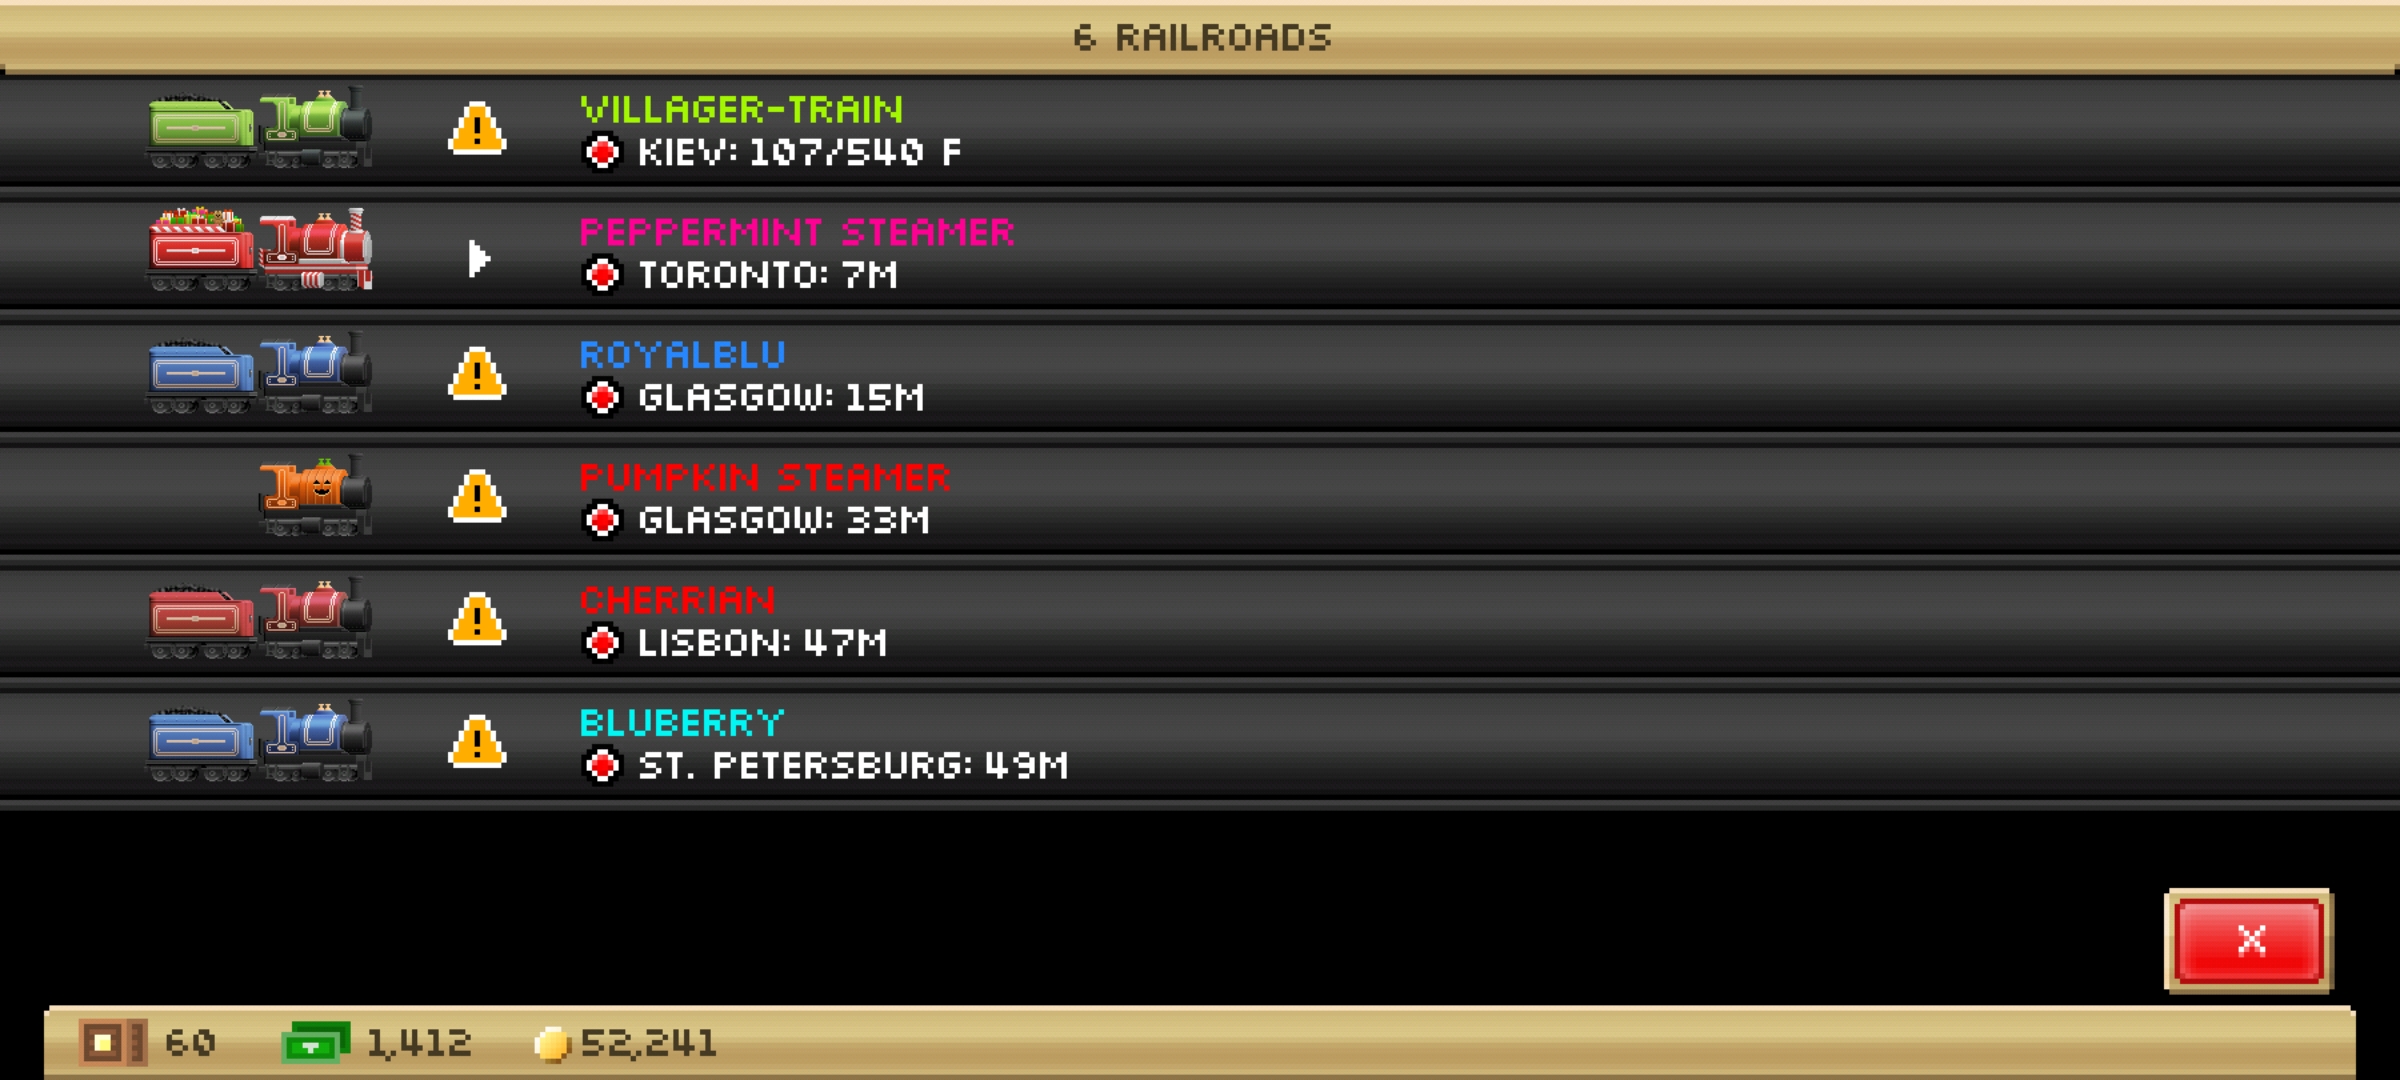 6 RAILROADS
VILLAGER-TRAIN
KIEV: 107/540 F
PEPPERMINT STEAMER
TORONTO: 7M
ROYALBLU
GLASGOW: 15M
PUMPKIN STEAMER
GLASGOW: 33M
CHERRIAN
LISBON: 47M
BLUBERRY
ST. PETERSBURG: 49M
X
60 1,412 52,241